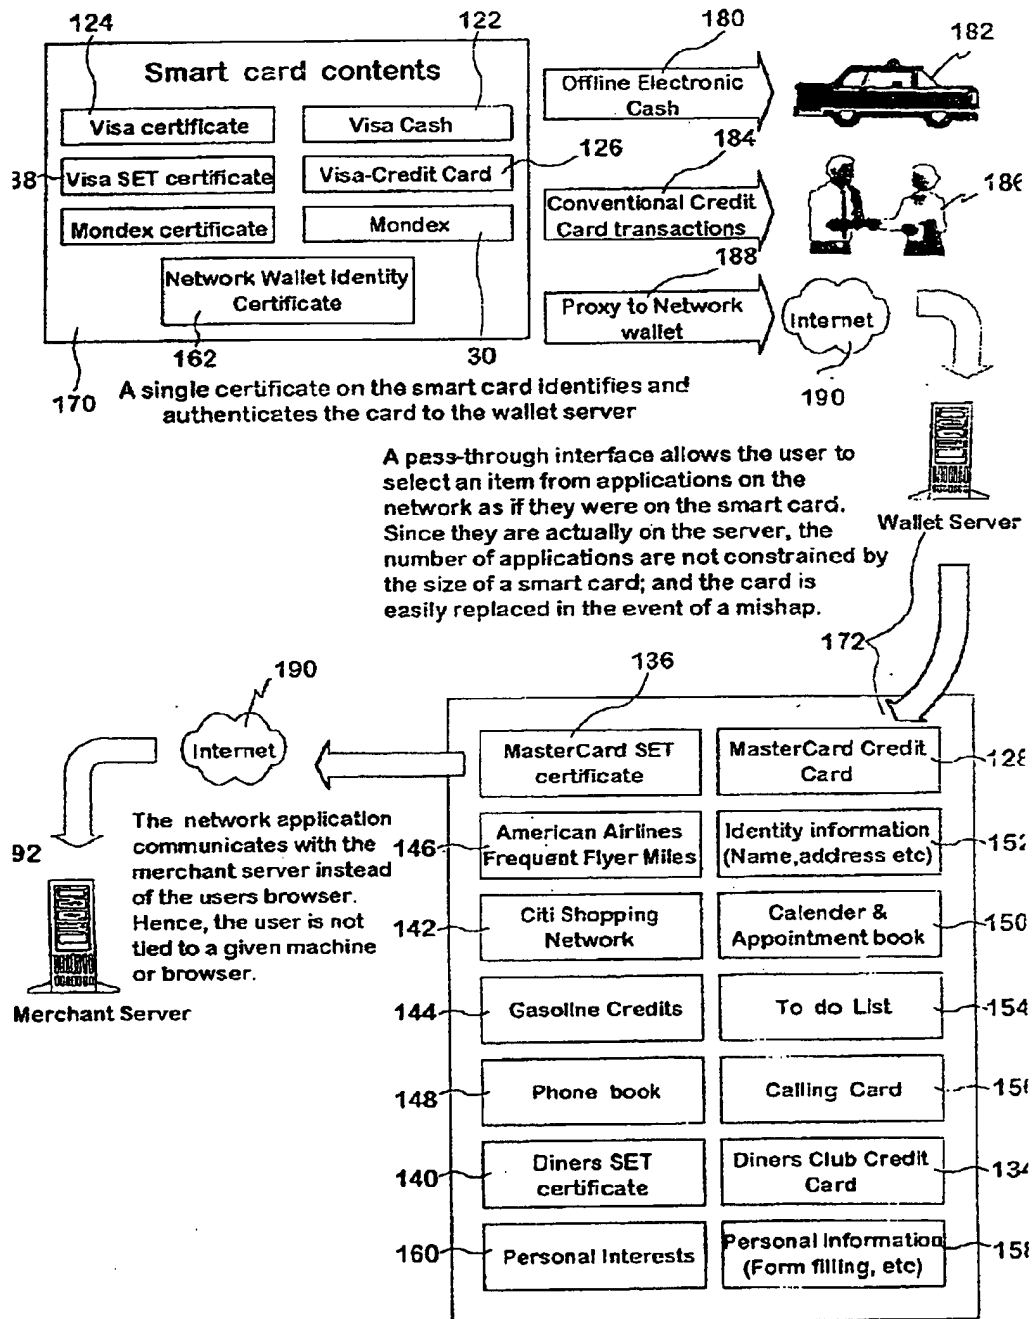 124
122
180
182
Smart card contents
Offline Electronic
Cash
Visa certificate
Visa Cash
126
184
38
Visa SET certificate
Visa-Credit Card
186
Mondex certificate
Mondex
Conventional Credit
Card transactions
188
Network Wallet Identity
Certificate
Proxy to Network
wallet
Internet
162
30
190
170
A single certificate on the smart card identifies and
authenticates the card to the wallet server
A pass-through interface allows the user to
select an item from applications on the
network as if they were on the smart card.
Since they are actually on the server, the
number of applications are not constrained by
the size of a smart card; and the card is
easily replaced in the event of a mishap.
Wallet Server
172
190
136
Internet
MasterCard SET
certificate
MasterCard Credit
Card
128
The network application
communicates with the
merchant server instead
of the users browser.
Hence, the user is not
tied to a given machine
or browser.
92
Merchant Server
146
American Airlines
Frequent Flyer Miles
Identity information
(Name,address etc)
152
142
Citi Shopping
Network
Calender &
Appointment book
150
144
Gasoline Credits
To do List
154
148
Phone book
Calling Card
156
140
Diners SET
certificate
Diners Club Credit
Card
134
160
Personal Interests
Personal Information
(Form filling, etc)
158